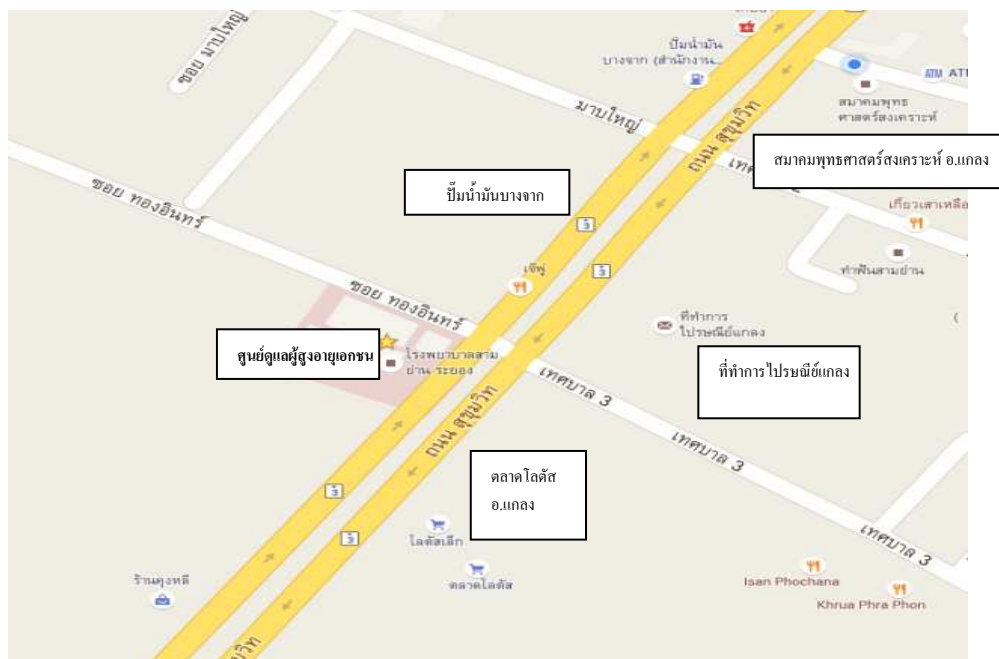 ปั๊มน้ำมัน
บางจาก (สำนักงาน...
ซอย มาบใหญ่
มาบใหญ่
ATM
สมาคมพุทธ
ศาสตร์สงเคราะห์
ถนน สุขุมวิท
สมาคมพุทธศาสตร์สงเคราะห์ อ.แกลง
ปั๊มน้ำมันบางจาก
ซอย ทองอินทร์
เกี๊ยวเสาเหลือ
3
ทำฟันสามย่าน
3
เจ๊ฟู
ซอย ทองอินทร์
ที่ทำการ
ไปรษณีย์แกลง
(
ศูนย์ดูแลผู้สูงอายุเอกชน
โรงพยาบาลสาม
ย่าน ระยอง
ที่ทำการไปรษณีย์แกลง
เทศบาล 3
ถนน สุขุมวิท
เทศบาล 3
ตลาดโลตัส
อ.แกลง
3
3
โลตัสเอ็ก
เทศบาล 3
ตลาดโลตัส
Isan Phochana
Khrua Phra Phon